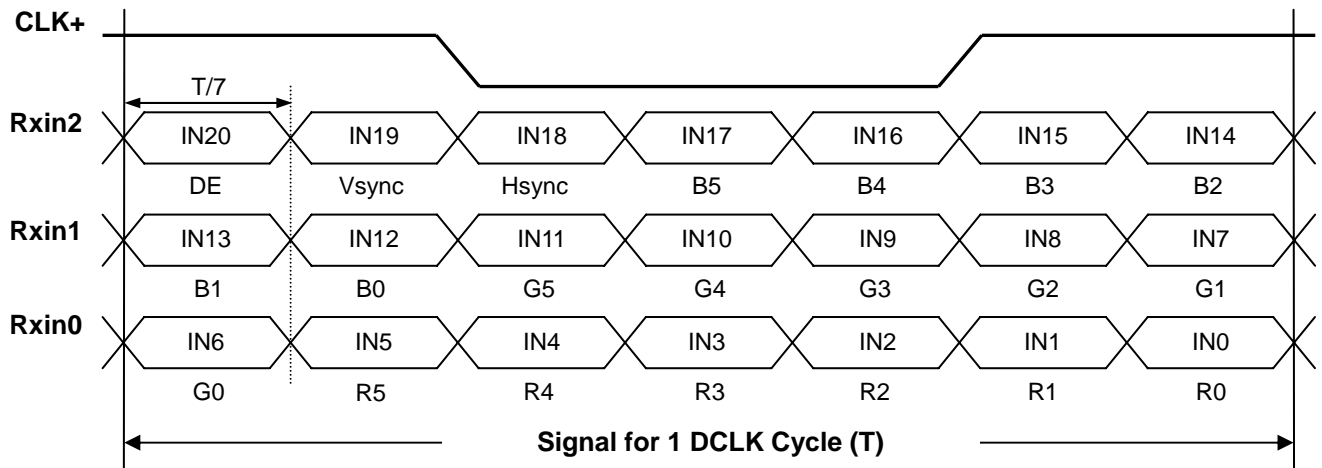 CLK+
T/7
Rxin2 IN20 IN19 IN18 IN17 IN16 IN15 IN14
DE Vsync Hsync B5 B4 B3 B2
Rxin1 IN13 IN12 IN11 IN10 IN9 IN8 IN7
B1 B0 G5 G4 G3 G2 G1
Rxin0 IN6 IN5 IN4 IN3 IN2 IN1 IN0
G0 R5 R4 R3 R2 R1 R0
Signal for 1 DCLK Cycle (T)